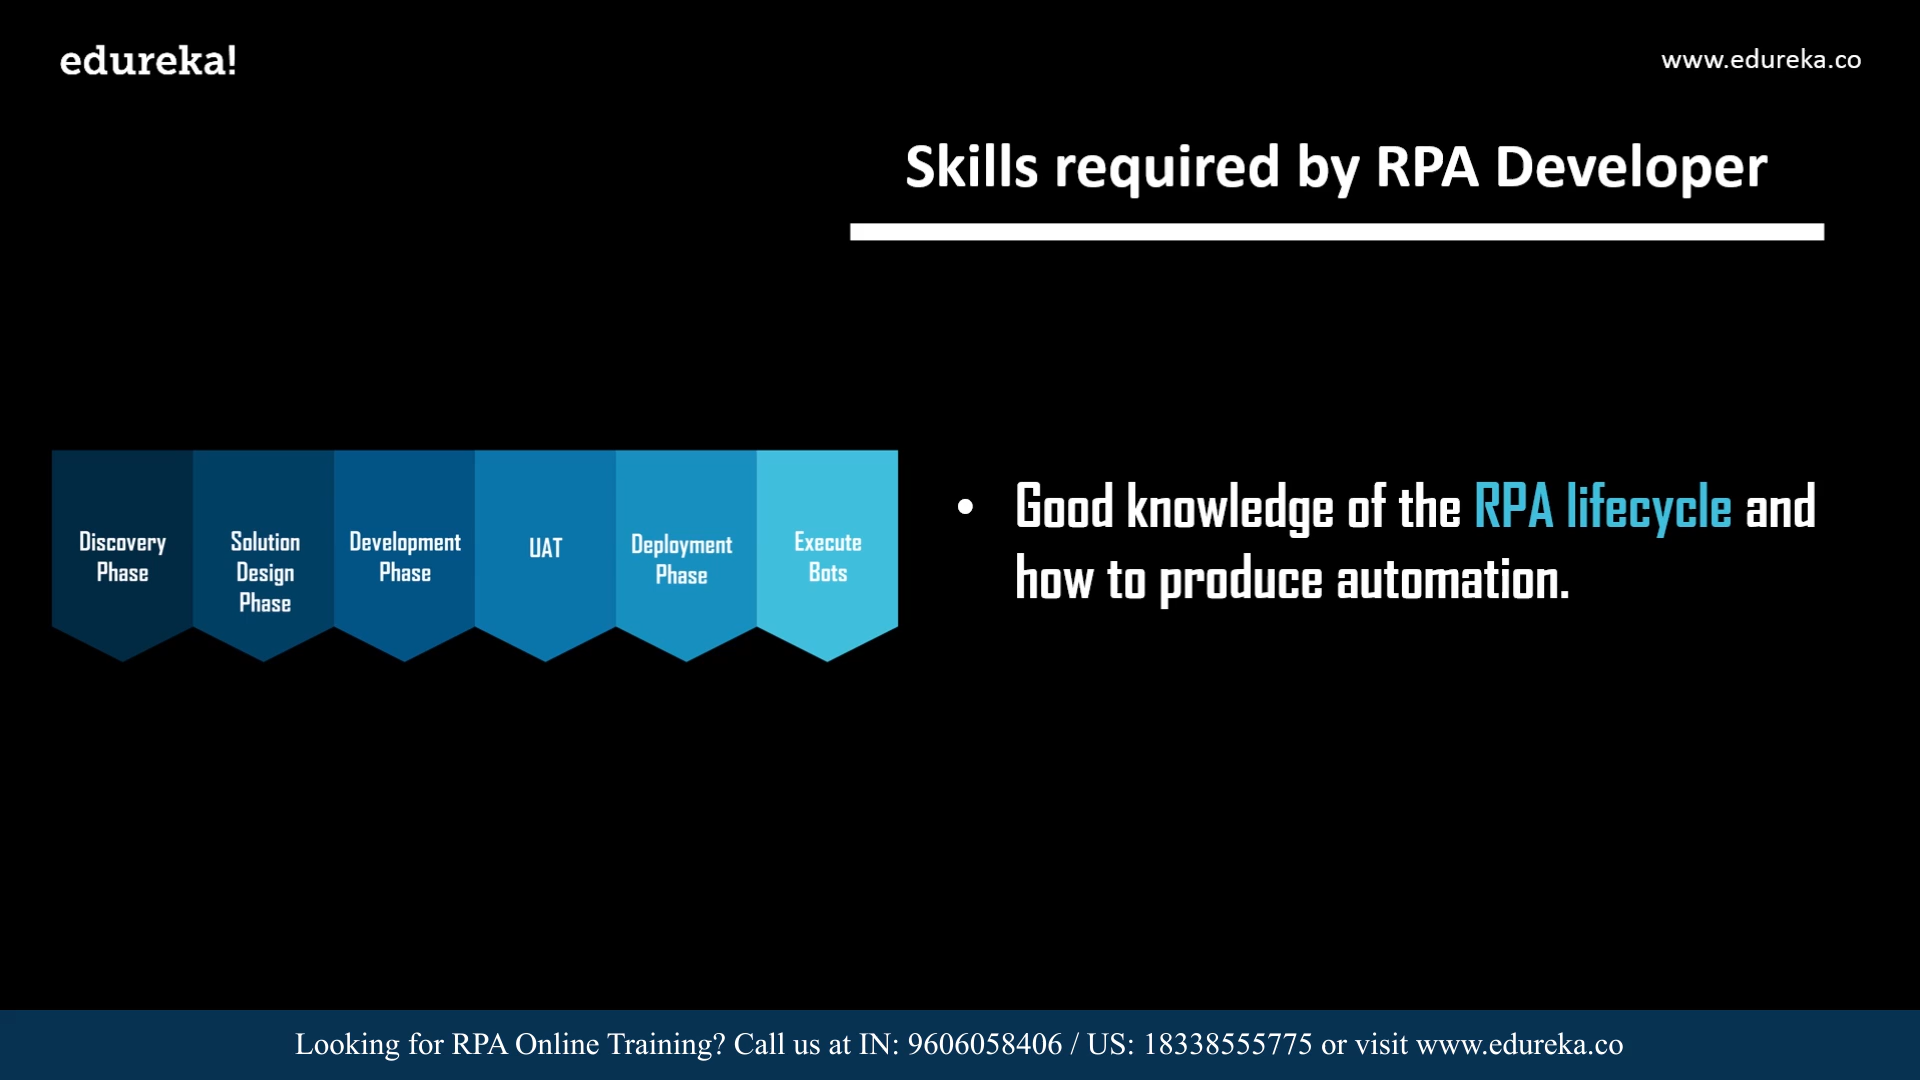 edureka!
www.edureka.co
Skills required by RPA Developer
Discovery
Phase
Solution
Design
Phase
Development
Phase
UAT
Deployment
Phase
Execute
Bots
• Good knowledge of the RPA lifecycle and
how to produce automation.
Looking for RPA Online Training? Call us at IN: 9606058406 / US: 18338555775 or visit www.edureka.co